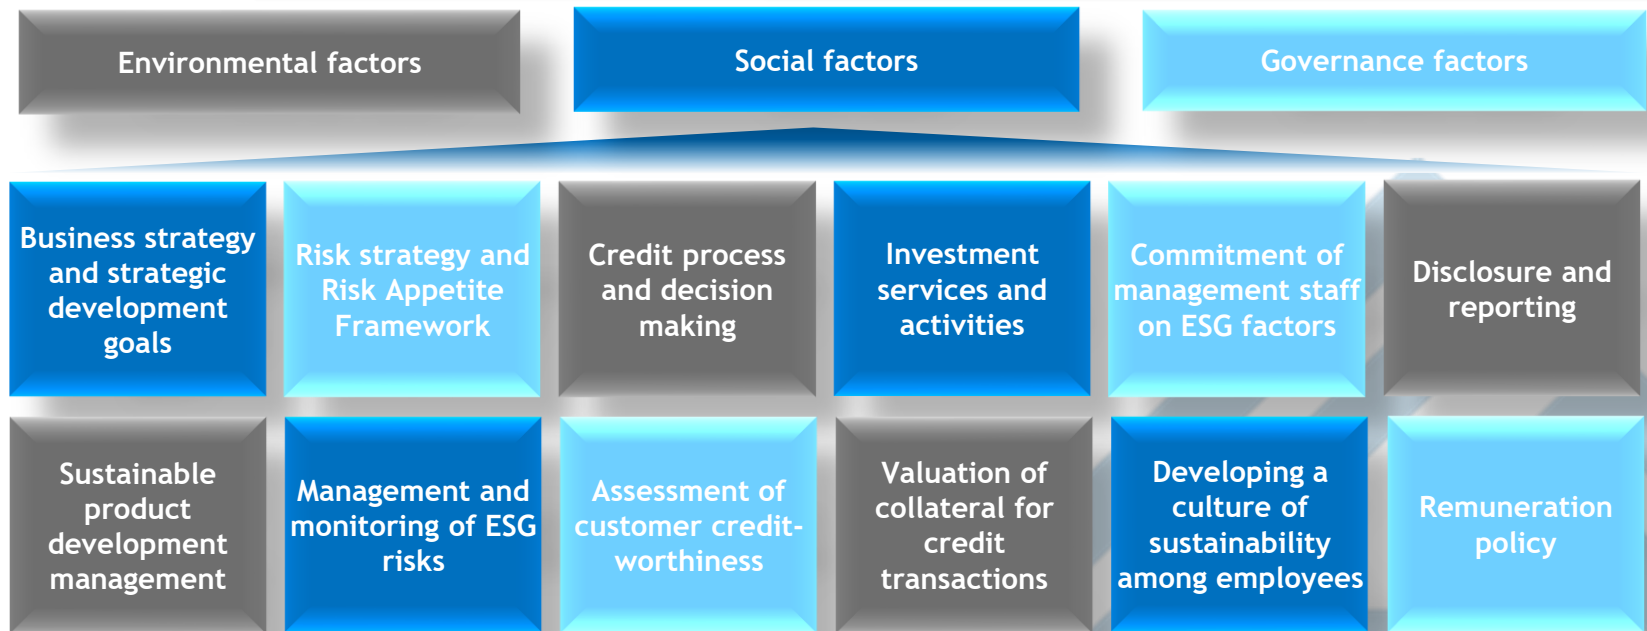 Environmental factors
Social factors
Governance factors
Business strategy
and strategic
development
goals
Risk strategy and
Risk Appetite
Framework
Credit process
and decision
making
Investment
services and
activities
Commitment of
management staff
on ESG factors
Disclosure and
reporting
Sustainable
product
development
management
Management and
monitoring of ESG
risks
Assessment of
customer credit-
worthiness
Valuation of
collateral for
credit
transactions
Developing a
culture of
sustainability
among employees
Remuneration
policy